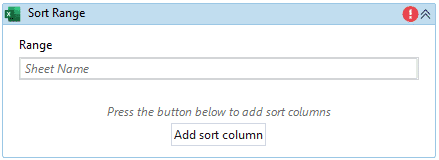 Sort Range
Range
Sheet Name
Press the button below to add sort columns
Add sort column